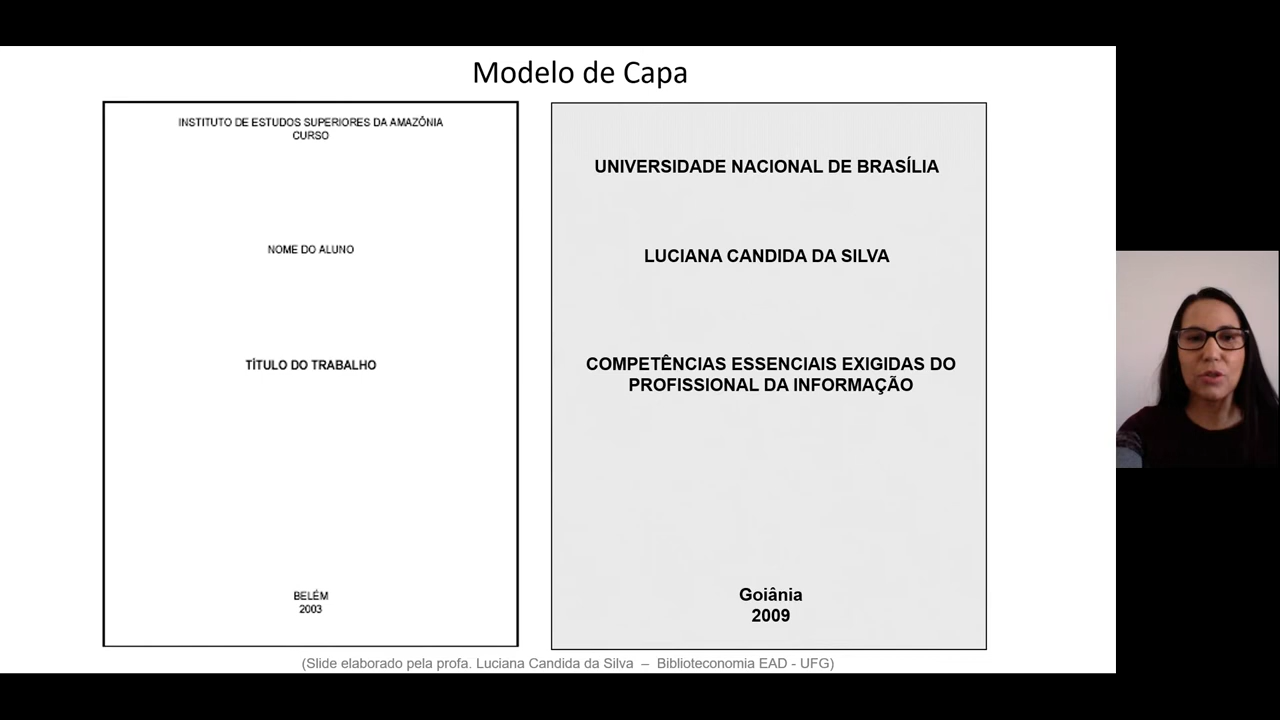 Modelo de Capa
INSTITUTO DE ESTUDOS SUPERIORES DA AMAZÔNIA
CURSO
NOME DO ALUNO
TÍTULO DO TRABALHO
BELÉM
2003
UNIVERSIDADE NACIONAL DE BRASÍLIA
LUCIANA CANDIDA DA SILVA
COMPETÊNCIAS ESSENCIAIS EXIGIDAS DO
PROFISSIONAL DA INFORMAÇÃO
Goiânia
2009
(Slide elaborado pela profa. Luciana Candida da Silva – Biblioteconomia EAD - UFG)